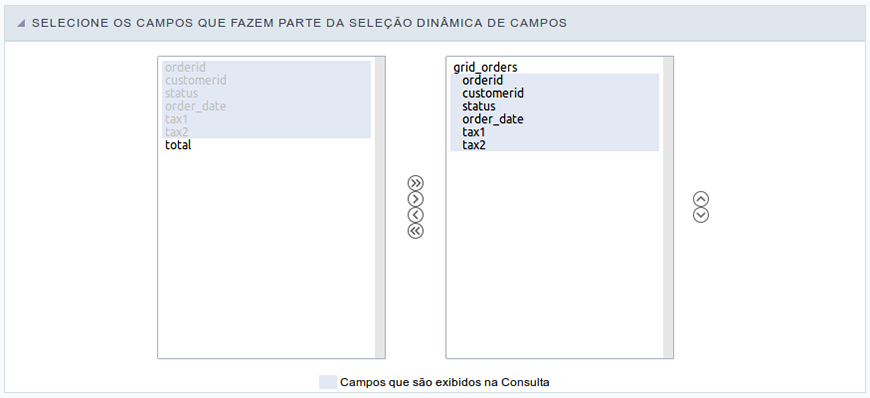 SELECIONE OS CAMPOS QUE FAZEM PARTE DA SELEÇÃO DINÂMICA DE CAMPOS
orderid
customerid
status
order_date
tax1
tax2
total
grid_orders
orderid
customerid
status
order_date
tax1
tax2
Campos que são exibidos na Consulta